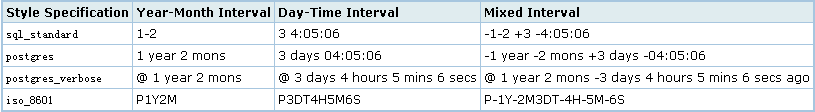 Style Specification Year-Month Interval Day-Time Interval Mixed Interval
sql_standard 1-2 3 4:05:06 -1-2 +3 -4:05:06
postgres 1 year 2 mons 3 days 04:05:06 -1 year -2 mons +3 days -04:05:06
postgres_verbose @ 1 year 2 mons @ 3 days 4 hours 5 mins 6 secs @ 1 year 2 mons -3 days 4 hours 5 mins 6 secs ago
iso_8601 P1Y2M P3DT4H5M6S P-1Y-2M3DT-4H-5M-6S